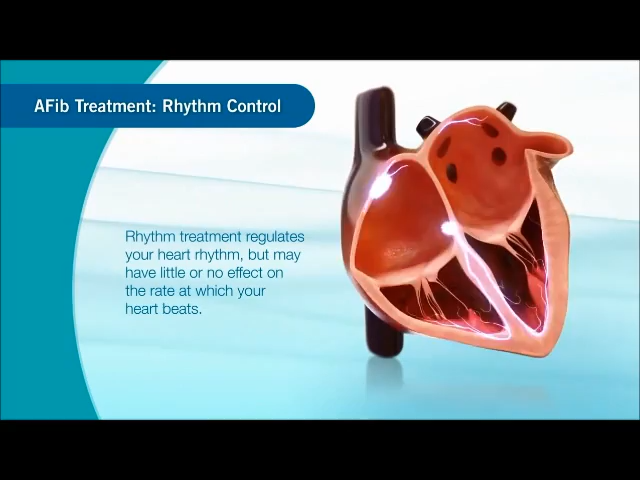 AFib Treatment: Rhythm Control
Rhythm treatment regulates
your heart rhythm, but may
have little or no effect on
the rate at which your
heart beats.